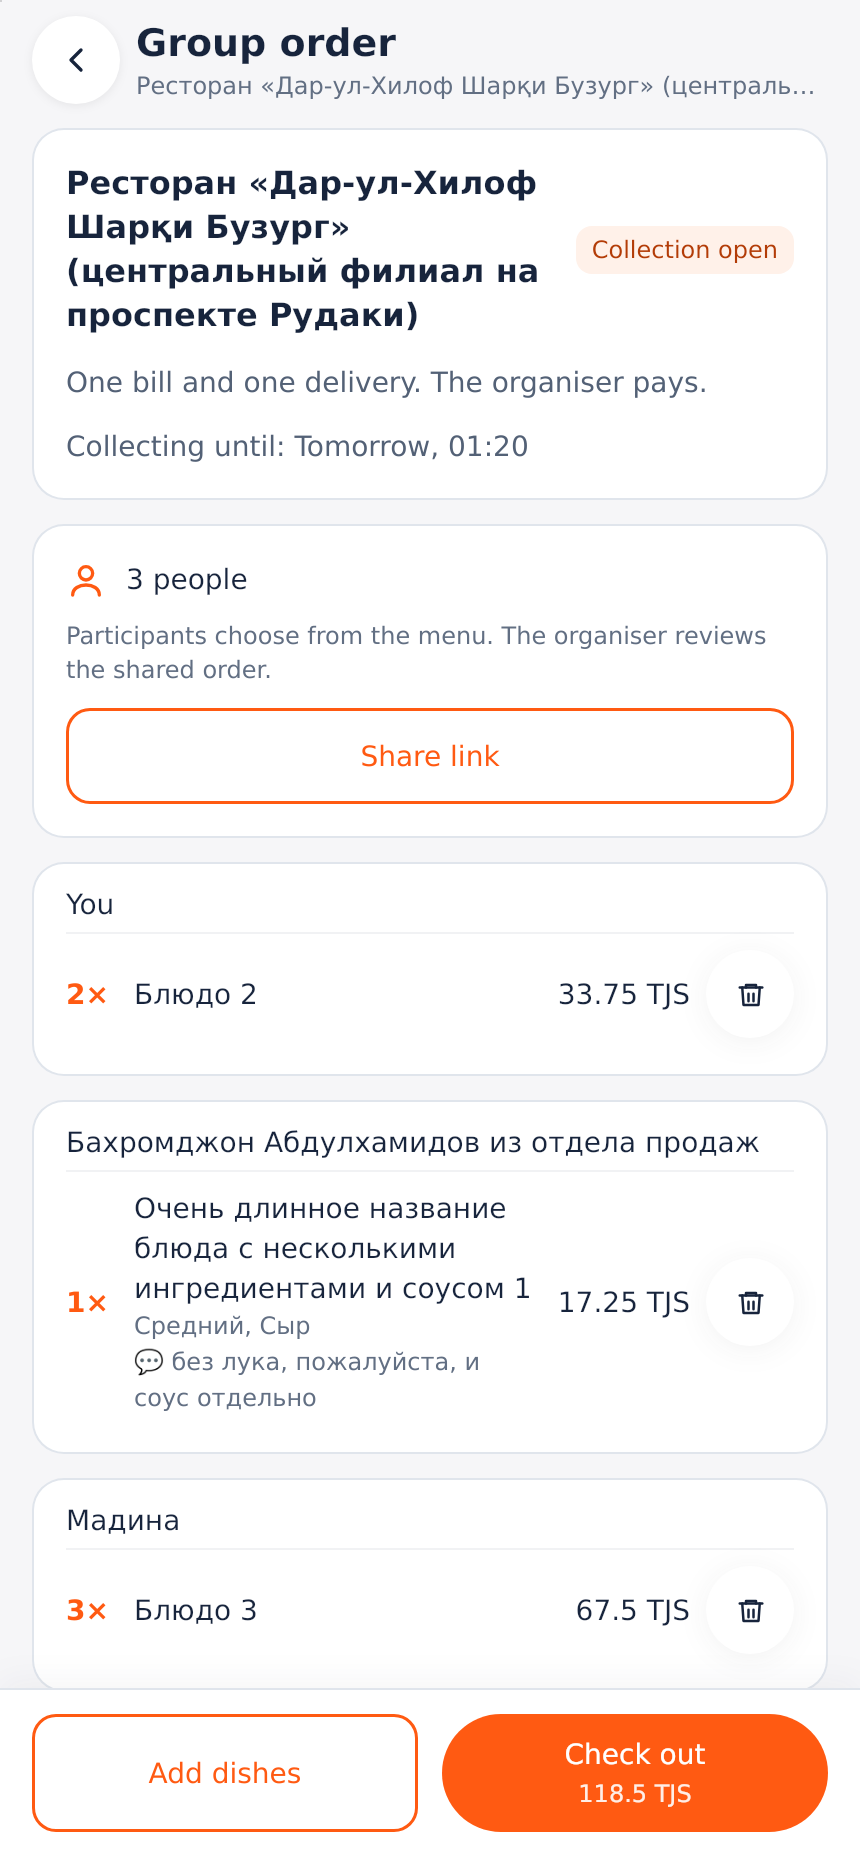 Group order
Ресторан «Дар-ул-Хилоф Шарқи Бузург» (централь...
Ресторан «Дар-ул-Хилоф
Шарқи Бузург»
(центральный филиал на
проспекте Рудаки)
Collection open
One bill and one delivery. The organiser pays.
Collecting until: Tomorrow, 01:20
3 people
Participants choose from the menu. The organiser reviews
the shared order.
Share link
You
2× Блюдо 2 33.75 TJS
Бахромджон Абдулхамидов из отдела продаж
Очень длинное название
блюда с несколькими
ингредиентами и соусом 1
1× 17.25 TJS
Средний, Сыр
💬 без лука, пожалуйста, и
соус отдельно
Мадина
3× Блюдо 3 67.5 TJS
Add dishes
Check out
118.5 TJS